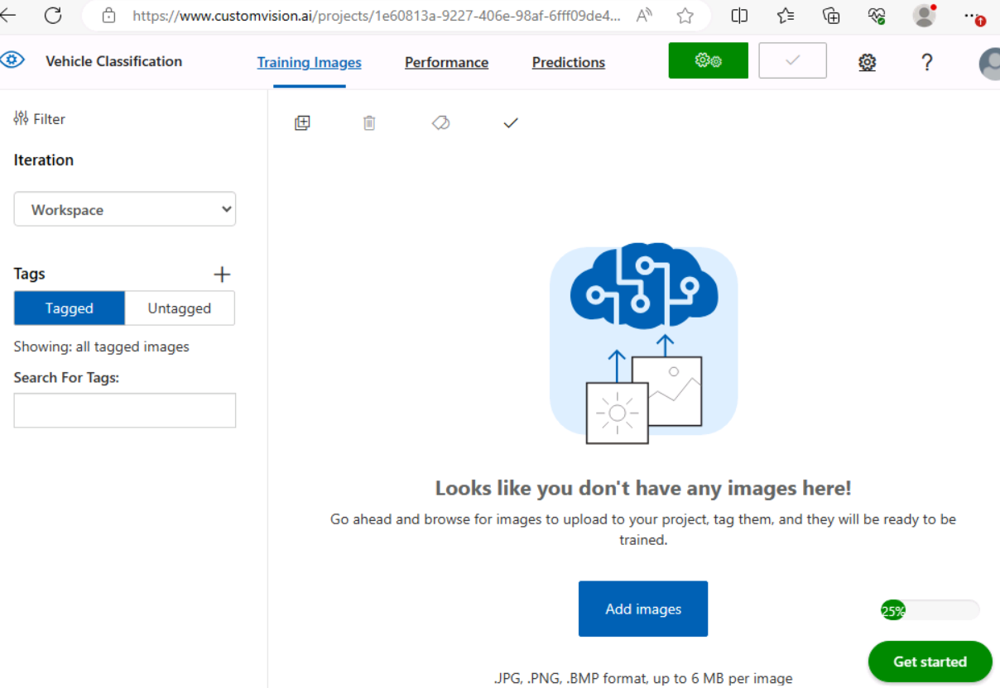 https://www.customvision.ai/projects/1e60813a-9227-406e-98af-6fff09de4...
Vehicle Classification
Training Images
Performance
Predictions
?
Filter
Iteration
Workspace
Tags
Tagged
Untagged
Showing: all tagged images
Search For Tags:
Looks like you don't have any images here!
Go ahead and browse for images to upload to your project, tag them, and they will be ready to be
trained.
Add images
25%
Get started
.JPG, .PNG, .BMP format, up to 6 MB per image